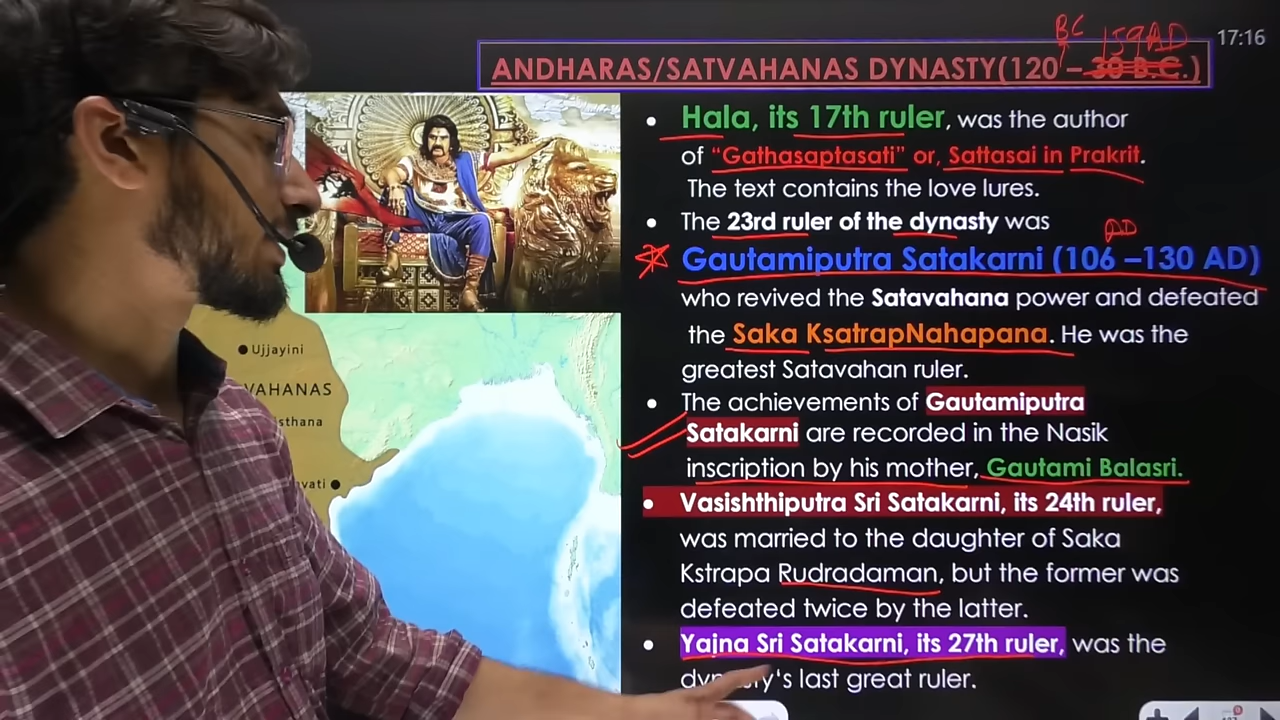 17:16
BC 159 AD
ANDHARAS/SATVAHANAS DYNASTY(120 – 30 B.C.)
• Hala, its 17th ruler, was the author
of “Gathasaptasati” or, Sattasai in Prakrit.
The text contains the love lures.
• The 23rd ruler of the dynasty was
AD
Gautamiputra Satakarni (106 –130 AD)
who revived the Satavahana power and defeated
the Saka KsatrapNahapana. He was the
greatest Satavahan ruler.
• The achievements of Gautamiputra
Satakarni are recorded in the Nasik
inscription by his mother, Gautami Balasri.
• Vasishthiputra Sri Satakarni, its 24th ruler,
was married to the daughter of Saka
Kstrapa Rudradaman, but the former was
defeated twice by the latter.
• Yajna Sri Satakarni, its 27th ruler, was the
dynasty‘s last great ruler.
Ujjayini
VAHANAS
sthana
vati